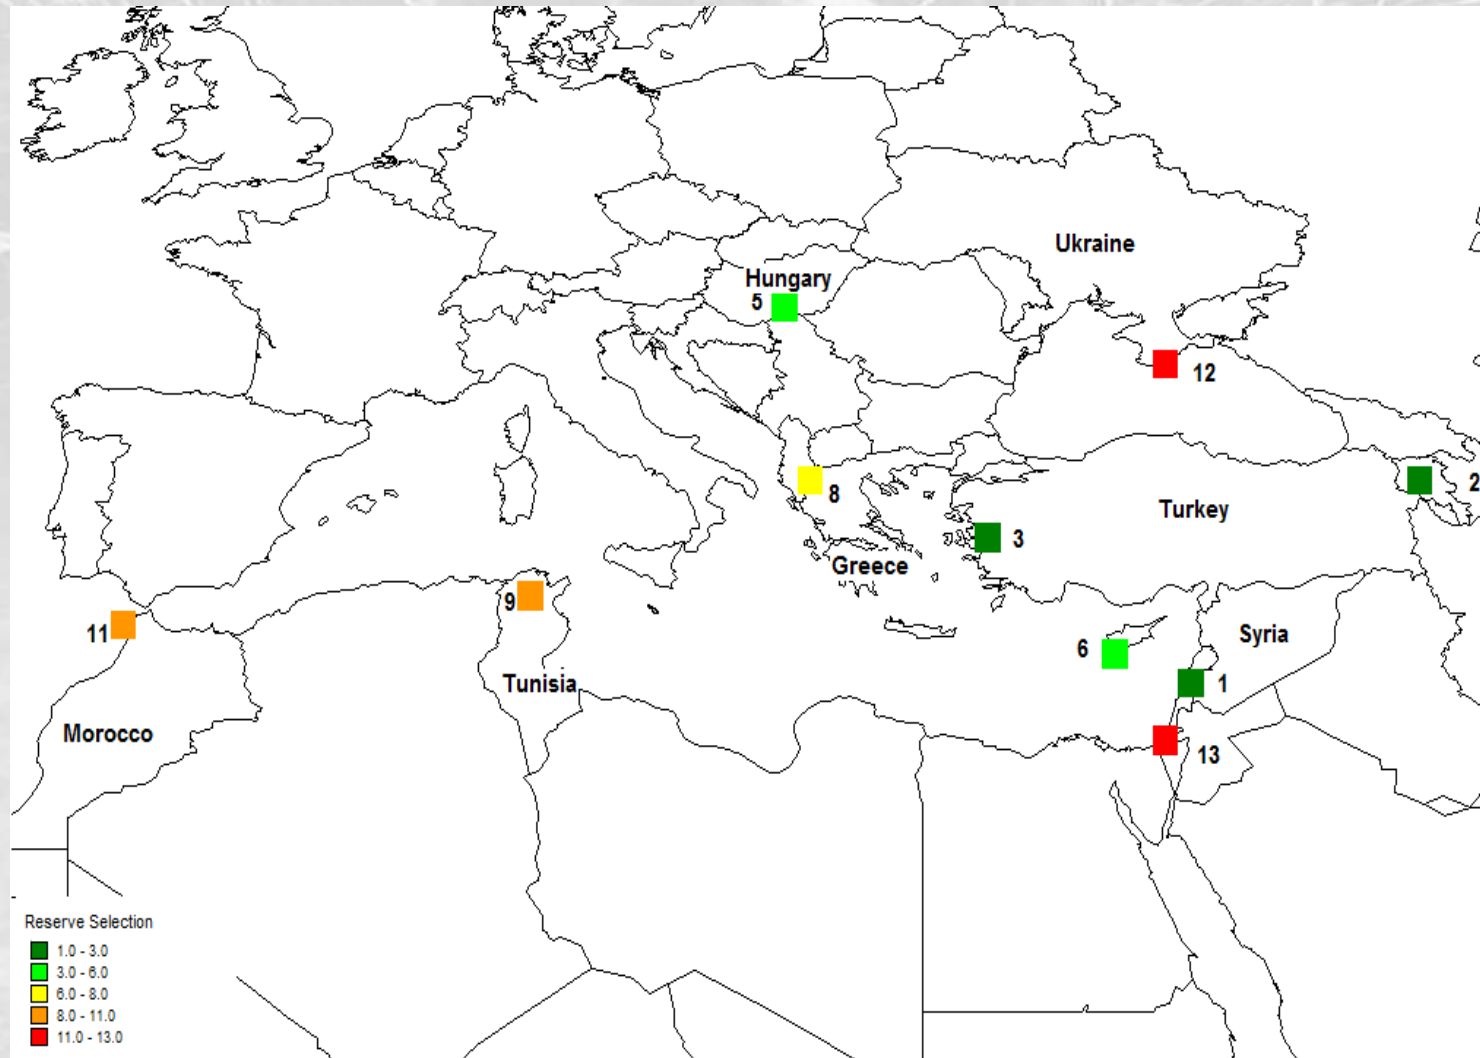 Ukraine
Hungary
5
12
8
2
Turkey
3
Greece
9
11
Syria
6
Tunisia
1
Morocco
13
Reserve Selection
1.0 - 3.0
3.0 - 6.0
6.0 - 8.0
8.0 - 11.0
11.0 - 13.0